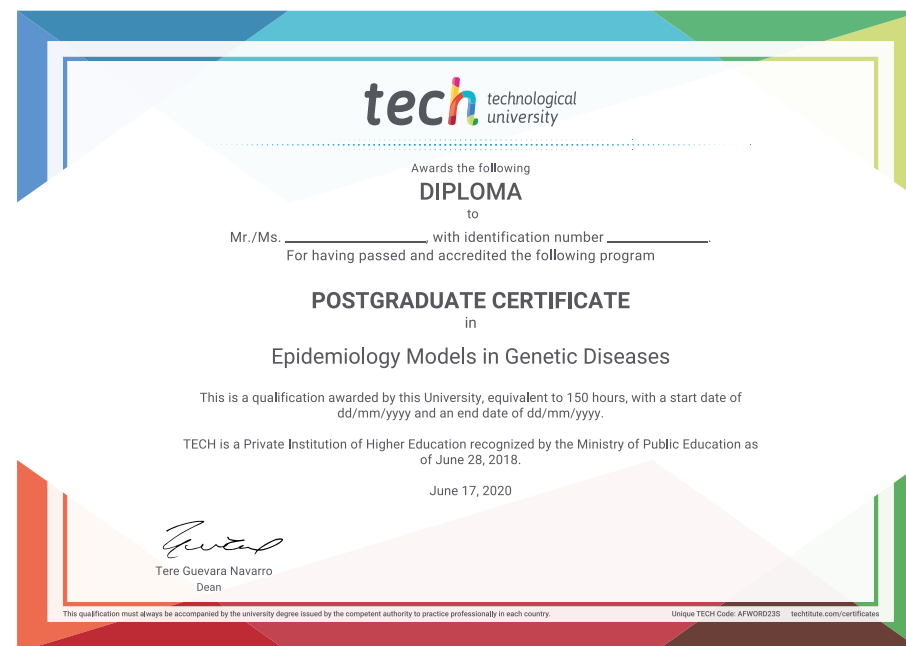 tech technological
university
Awards the following
DIPLOMA
to
Mr./Ms. ____________________, with identification number ______________.
For having passed and accredited the following program
POSTGRADUATE CERTIFICATE
in
Epidemiology Models in Genetic Diseases
This is a qualification awarded by this University, equivalent to 150 hours, with a start date of
dd/mm/yyyy and an end date of dd/mm/yyyy.
TECH is a Private Institution of Higher Education recognized by the Ministry of Public Education as
of June 28, 2018.
June 17, 2020
Tere Guevara Navarro
Dean
This qualification must always be accompanied by the university degree issued by the competent authority to practice professionally in each country.
Unique TECH Code: AFWORD23S techtitute.com/certificates